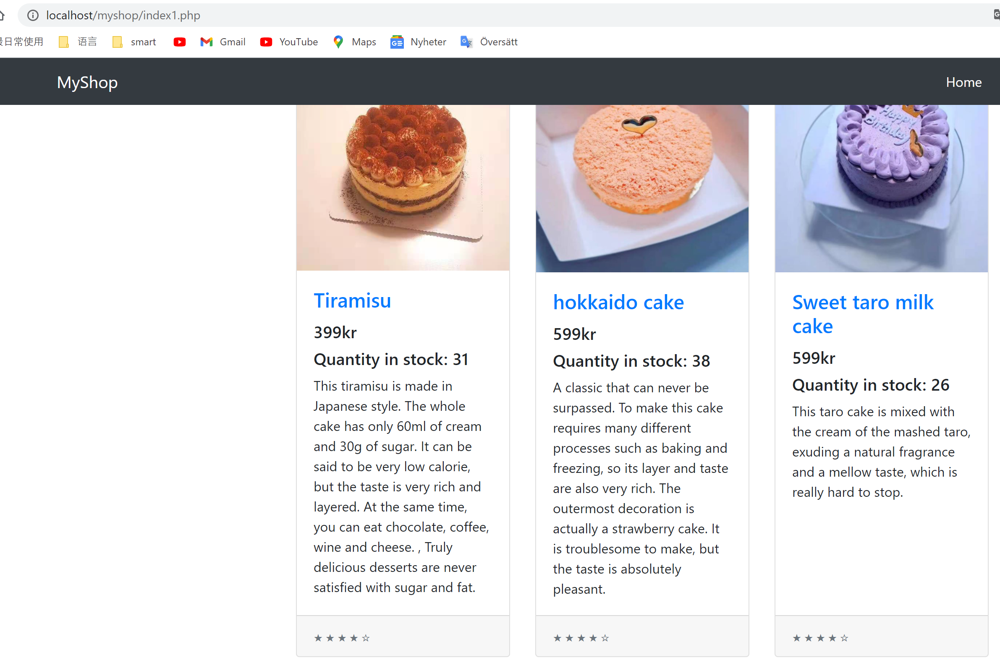 localhost/myshop/index1.php
最日常使用 语言 smart Gmail YouTube Maps Nyheter Översätt
MyShop Home
Happy
Birthday
Tiramisu
399kr
Quantity in stock: 31
This tiramisu is made in
Japanese style. The whole
cake has only 60ml of cream
and 30g of sugar. It can be
said to be very low calorie,
but the taste is very rich and
layered. At the same time,
you can eat chocolate, coffee,
wine and cheese. , Truly
delicious desserts are never
satisfied with sugar and fat.
★ ★ ★ ★ ☆
hokkaido cake
599kr
Quantity in stock: 38
A classic that can never be
surpassed. To make this cake
requires many different
processes such as baking and
freezing, so its layer and taste
are also very rich. The
outermost decoration is
actually a strawberry cake. It
is troublesome to make, but
the taste is absolutely
pleasant.
★ ★ ★ ★ ☆
Sweet taro milk
cake
599kr
Quantity in stock: 26
This taro cake is mixed with
the cream of the mashed taro,
exuding a natural fragrance
and a mellow taste, which is
really hard to stop.
★ ★ ★ ★ ☆